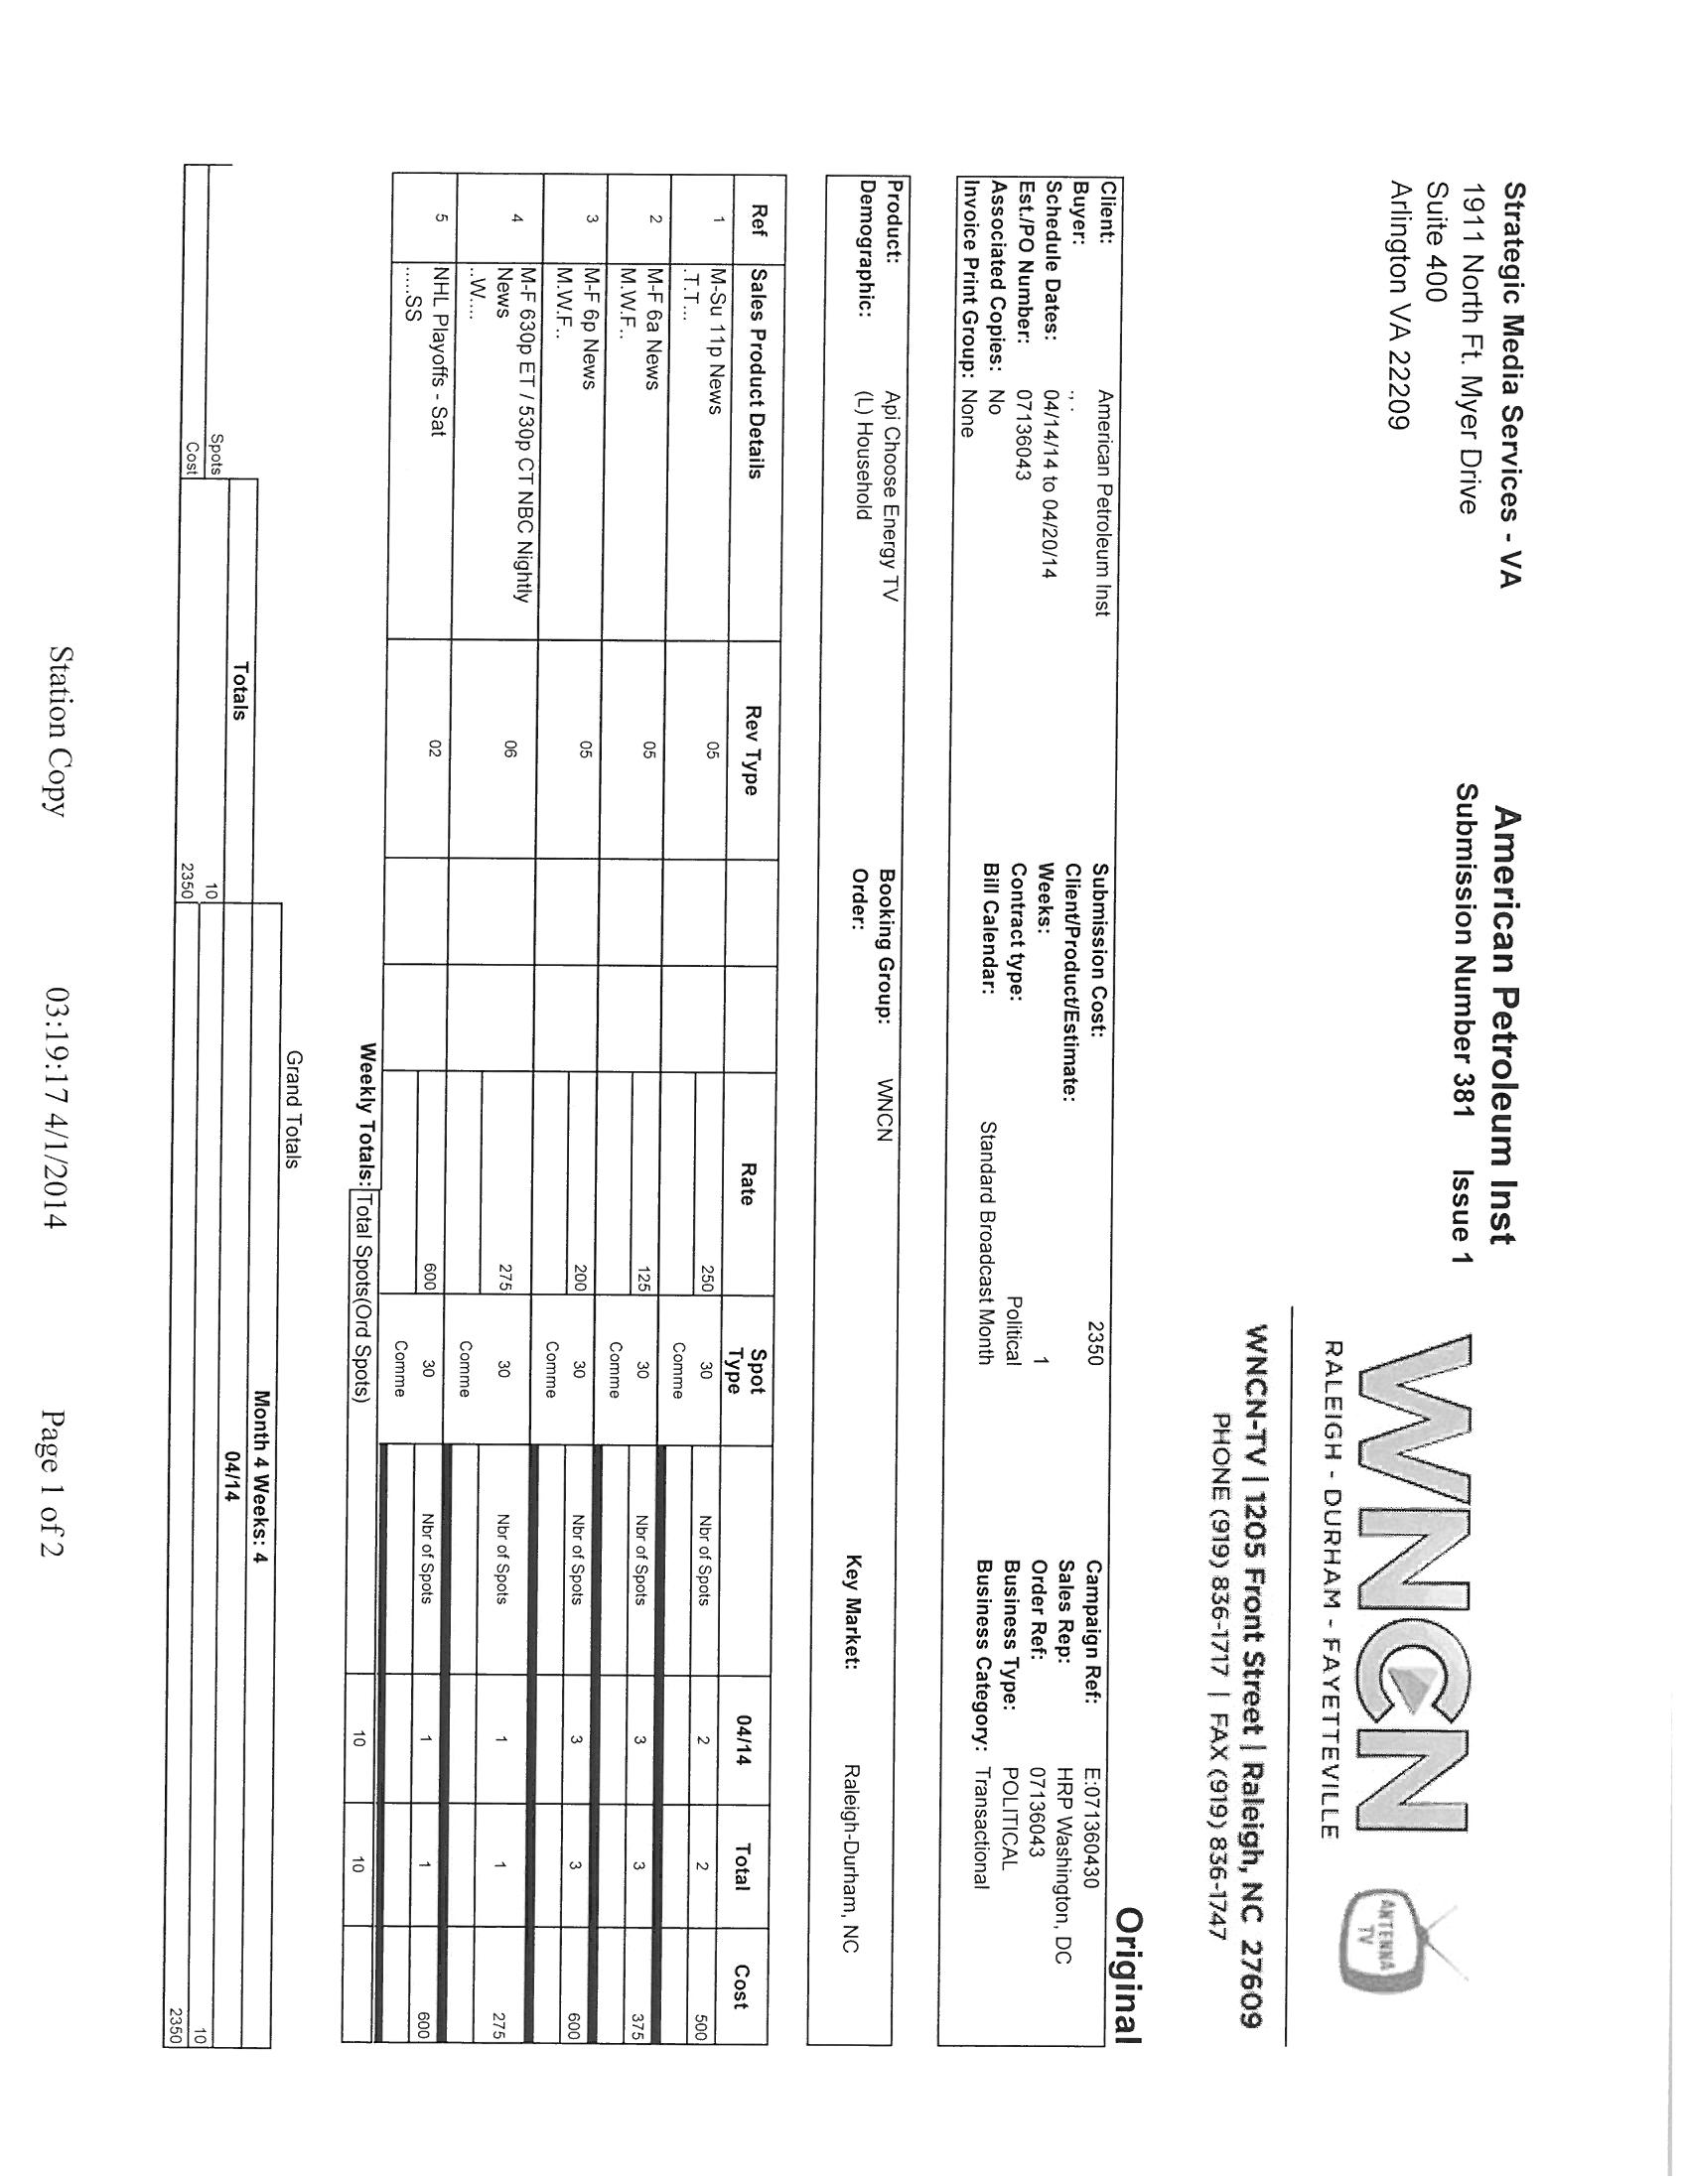 Strategic Media Services - VA
1911 North Ft. Myer Drive
Suite 400
Arlington VA 22209
American Petroleum Inst
Submission Number 381 Issue 1
WNCN
RALEIGH - DURHAM - FAYETTEVILLE
ANTENNA
TV
WNCN-TV | 1205 Front Street | Raleigh, NC 27609
PHONE (919) 836-1717 | FAX (919) 836-1747
Original
Client: American Petroleum Inst Submission Cost: 2350 Campaign Ref: E:071360430
Buyer: , . Client/Product/Estimate: Sales Rep: HRP Washington, DC
Schedule Dates: 04/14/14 to 04/20/14 Weeks: 1 Order Ref: 07136043
Est./PO Number: 07136043 Contract type: Political Business Type: POLITICAL
Associated Copies: No Bill Calendar: Standard Broadcast Month Business Category: Transactional
Invoice Print Group: None
Product: Api Choose Energy TV Booking Group: WNCN
Demographic: (L) Household Order: Key Market: Raleigh-Durham, NC
Ref Sales Product Details Rev Type Rate Spot Type 04/14 Total Cost
1 M-Su 11p News 05 250 30 Nbr of Spots 2 2 500
.T.T... Comme
2 M-F 6a News 05 125 30 Nbr of Spots 3 3 375
M.W.F.. Comme
3 M-F 6p News 05 200 30 Nbr of Spots 3 3 600
M.W.F.. Comme
4 M-F 630p ET / 530p CT NBC Nightly
News 06 275 30 Nbr of Spots 1 1 275
..W.... Comme
5 NHL Playoffs - Sat 02 600 30 Nbr of Spots 1 1 600
.....SS Comme
Weekly Totals: Total Spots(Ord Spots) 10 10
Grand Totals
Month 4 Weeks: 4
Totals 04/14
Spots 10 10
Cost 2350 2350
Station Copy 03:19:17 4/1/2014 Page 1 of 2